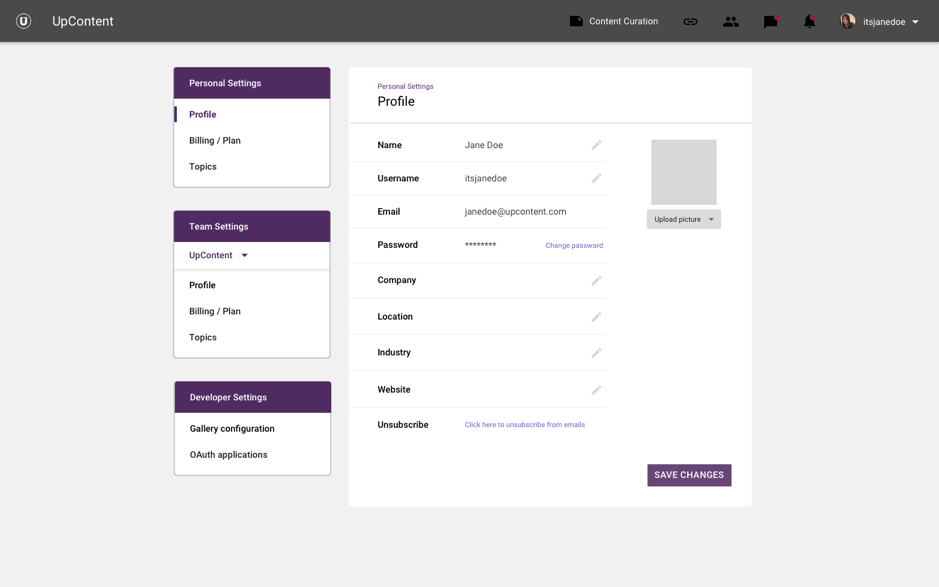 U UpContent
Content Curation
itsjanedoe
Personal Settings
Profile
Billing / Plan
Topics
Team Settings
UpContent
Profile
Billing / Plan
Topics
Developer Settings
Gallery configuration
OAuth applications
Personal Settings
Profile
Name Jane Doe
Username itsjanedoe
Email janedoe@upcontent.com
Password ******** Change password
Company
Location
Industry
Website
Unsubscribe Click here to unsubscribe from emails
Upload picture
SAVE CHANGES